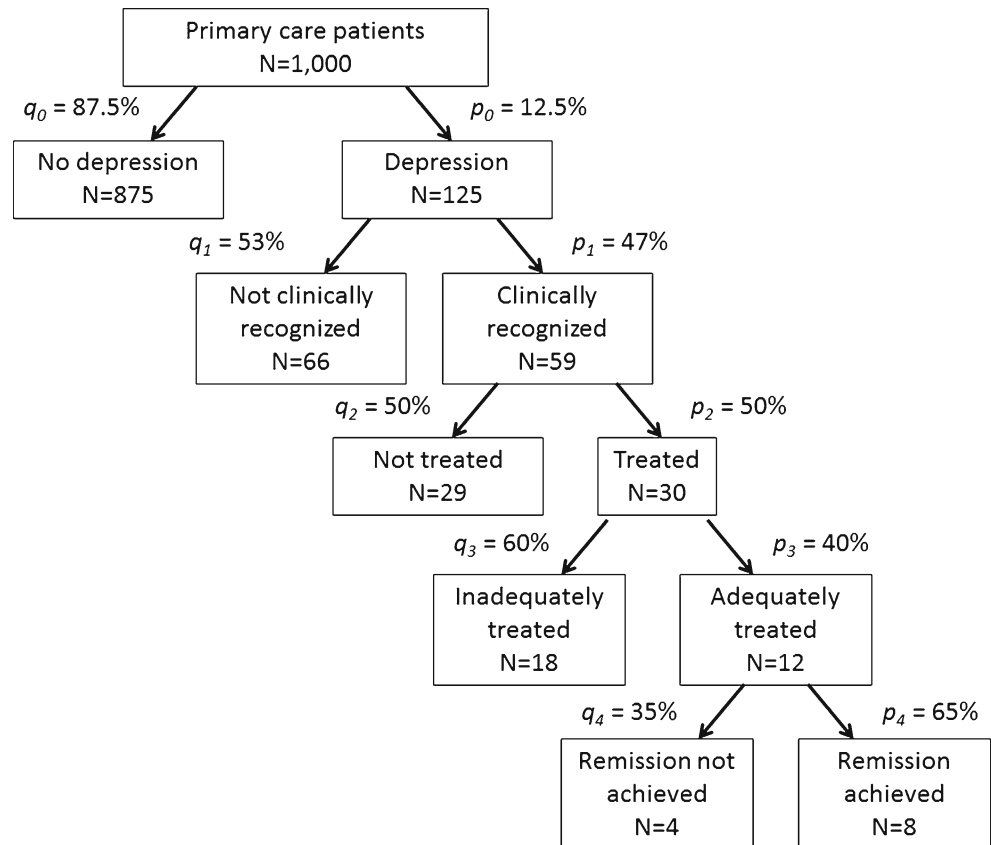 Primary care patients
N=1,000
q0 = 87.5%
p0 = 12.5%
No depression
N=875
Depression
N=125
q1 = 53%
p1 = 47%
Not clinically
recognized
N=66
Clinically
recognized
N=59
q2 = 50%
p2 = 50%
Not treated
N=29
Treated
N=30
q3 = 60%
p3 = 40%
Inadequately
treated
N=18
Adequately
treated
N=12
q4 = 35%
p4 = 65%
Remission not
achieved
N=4
Remission
achieved
N=8